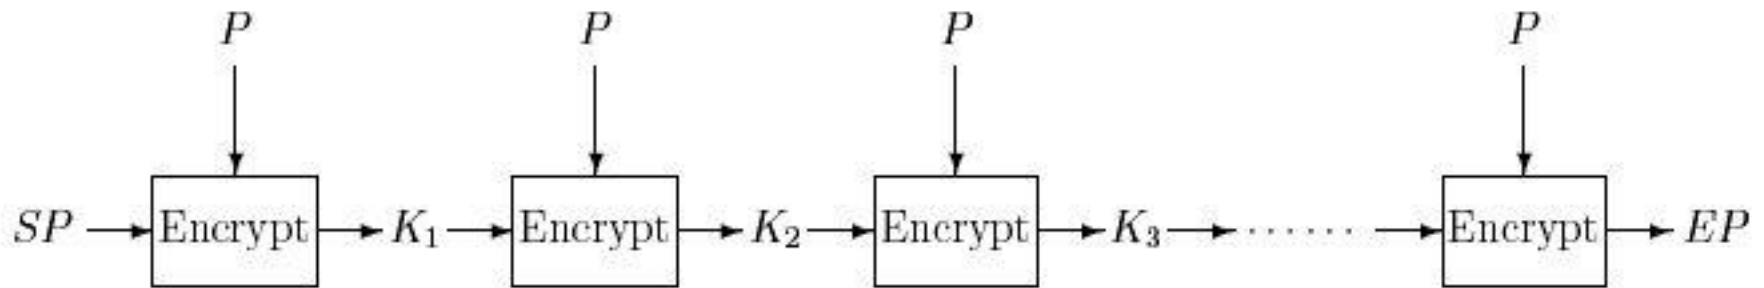 P P P P
SP Encrypt K₁ Encrypt K₂ Encrypt K₃ ······ Encrypt EP